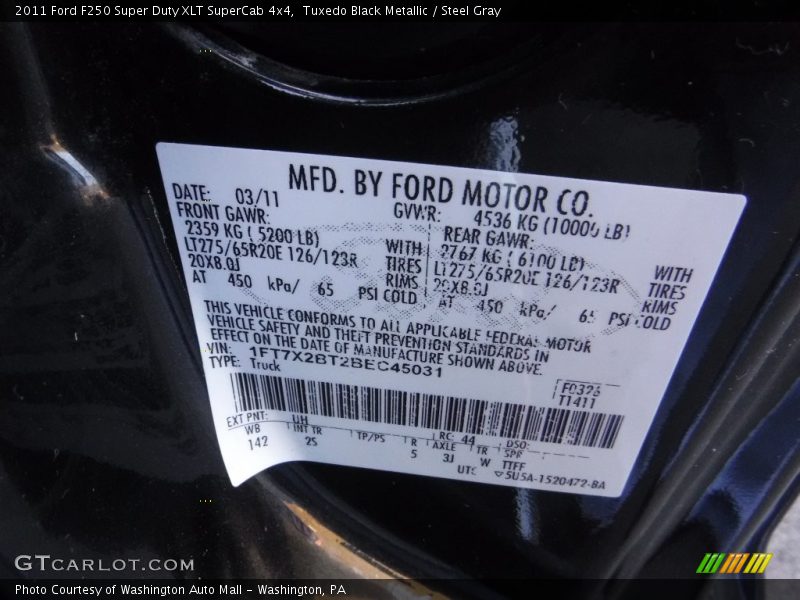 2011 Ford F250 Super Duty XLT SuperCab 4x4, Tuxedo Black Metallic / Steel Gray
MFD. BY FORD MOTOR CO.
DATE: 03/11
GVWR: 4536 KG (10000 LB)
FRONT GAWR:
2359 KG ( 5200 LB)
LT275/65R20E 126/123R
20X8.0J
AT 450 kPa/ 65 PSI COLD
WITH
TIRES
RIMS
REAR GAWR:
2767 KG ( 6100 LB)
LT275/65R20E 126/123R
20X8.0J
AT 450 kPa/ 65 PSI COLD
WITH
TIRES
RIMS
THIS VEHICLE CONFORMS TO ALL APPLICABLE FEDERAL MOTOR
VEHICLE SAFETY AND THEFT PREVENTION STANDARDS IN
EFFECT ON THE DATE OF MANUFACTURE SHOWN ABOVE.
VIN: 1FT7X2BT2BEC45031
TYPE: Truck
F0326
T1411
EXT PNT: UH RC: 44 DSO:
WB INT TR TP/PS R AXLE TR SPR
142 2S 5 3J W TTFF
UTC 5U5A-1520472-BA
GTCARLOT.COM
Photo Courtesy of Washington Auto Mall - Washington, PA